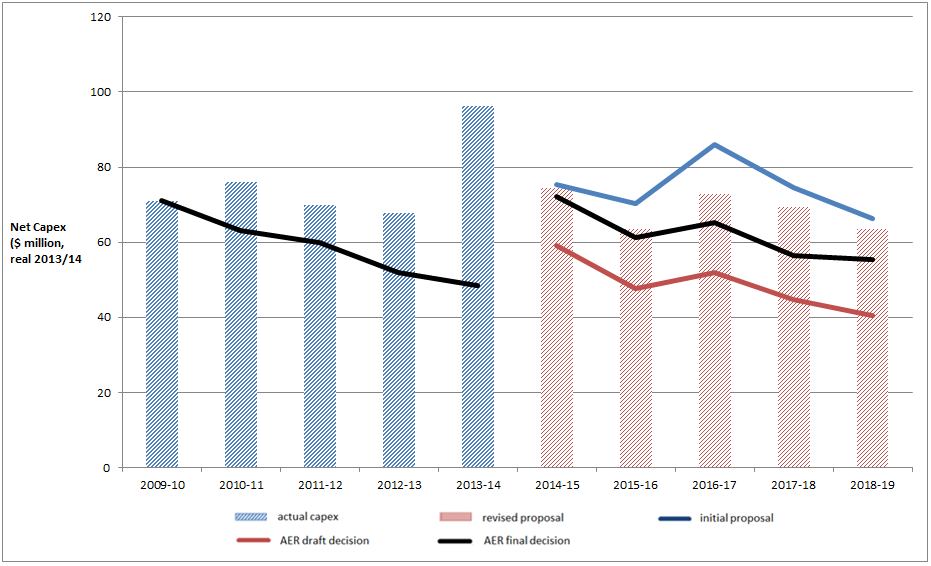 120
100
80
60
40
20
0
Net Capex
($ million,
real 2013/14
2009-10 2010-11 2011-12 2012-13 2013-14 2014-15 2015-16 2016-17 2017-18 2018-19
actual capex revised proposal initial proposal
AER draft decision AER final decision